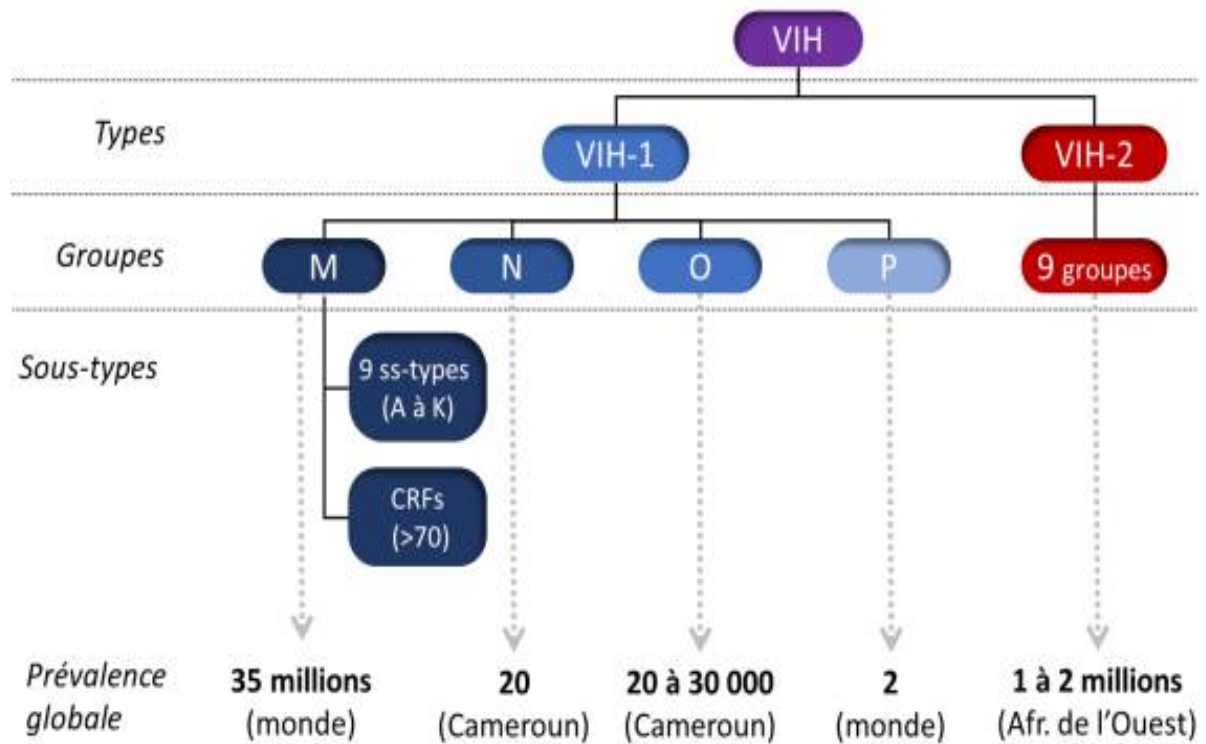 VIH
Types
VIH-1
VIH-2
Groupes
M
N
O
P
9 groupes
Sous-types
9 ss-types
(A à K)
CRFs
(>70)
Prévalence
globale
35 millions
(monde)
20
(Cameroun)
20 à 30 000
(Cameroun)
2
(monde)
1 à 2 millions
(Afr. de l'Ouest)